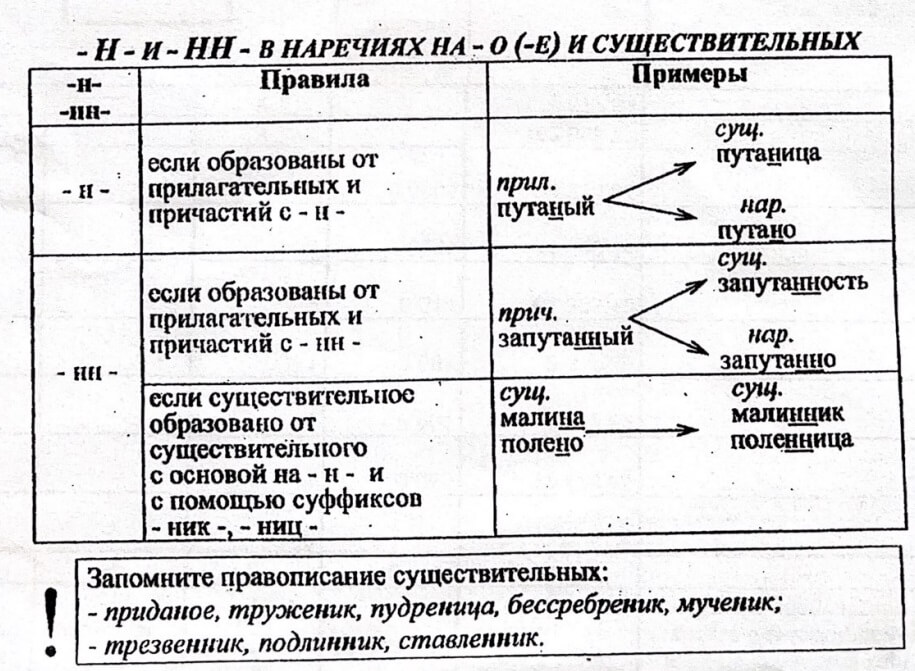 - Н - И - НН - В НАРЕЧИЯХ НА - О (-Е) И СУЩЕСТВИТЕЛЬНЫХ
-н-
-нн-
Правила
Примеры
- н -
если образованы от
прилагательных и
причастий с - н -
прил.
путаный
сущ.
путаница
нар.
путано
- нн -
если образованы от
прилагательных и
причастий с - нн -
прич.
запутанный
сущ.
запутанность
нар.
запутанно
если существительное
образовано от
существительного
с основой на - н - и
с помощью суффиксов
- ник -, - ниц -
сущ.
малина
полено
сущ.
малинник
поленница
!
Запомните правописание существительных:
- приданое, труженик, пудреница, бессребреник, мученик;
- трезвенник, подлинник, ставленник.